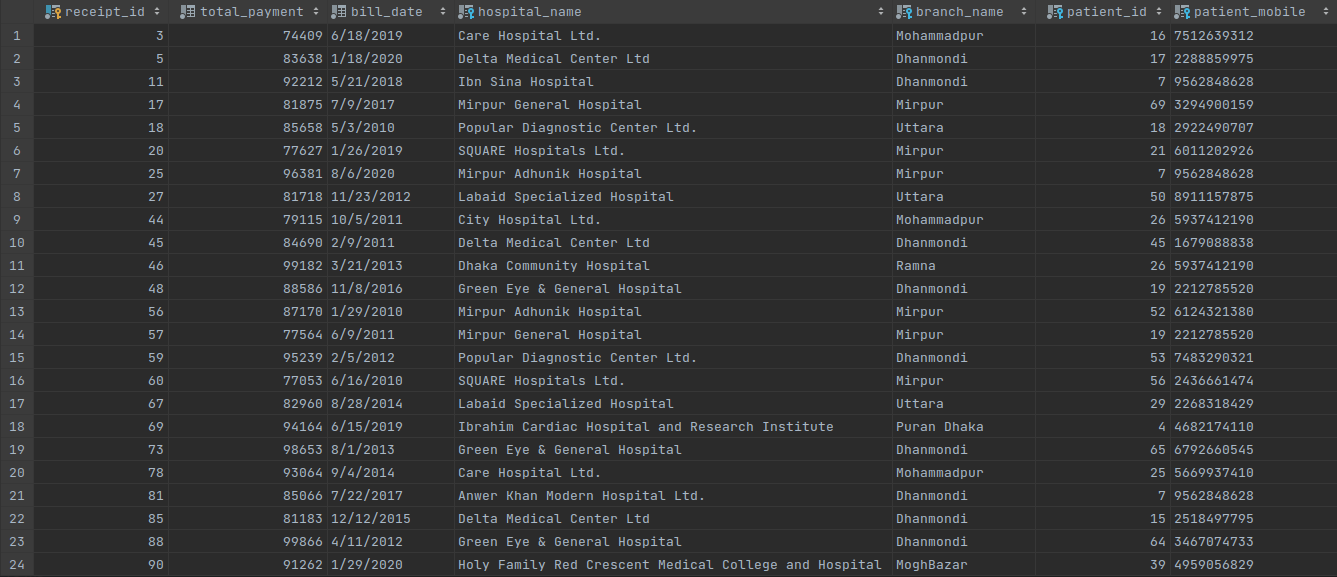 receipt_id total_payment bill_date hospital_name branch_name patient_id patient_mobile
1 3 74409 6/18/2019 Care Hospital Ltd. Mohammadpur 16 7512639312
2 5 83638 1/18/2020 Delta Medical Center Ltd Dhanmondi 17 2288859975
3 11 92212 5/21/2018 Ibn Sina Hospital Dhanmondi 7 9562848628
4 17 81875 7/9/2017 Mirpur General Hospital Mirpur 69 3294900159
5 18 85658 5/3/2010 Popular Diagnostic Center Ltd. Uttara 18 2922490707
6 20 77627 1/26/2019 SQUARE Hospitals Ltd. Mirpur 21 6011202926
7 25 96381 8/6/2020 Mirpur Adhunik Hospital Mirpur 7 9562848628
8 27 81718 11/23/2012 Labaid Specialized Hospital Uttara 50 8911157875
9 44 79115 10/5/2011 City Hospital Ltd. Mohammadpur 26 5937412190
10 45 84690 2/9/2011 Delta Medical Center Ltd Dhanmondi 45 1679088838
11 46 99182 3/21/2013 Dhaka Community Hospital Ramna 26 5937412190
12 48 88586 11/8/2016 Green Eye & General Hospital Dhanmondi 19 2212785520
13 56 87170 1/29/2010 Mirpur Adhunik Hospital Mirpur 52 6124321380
14 57 77564 6/9/2011 Mirpur General Hospital Mirpur 19 2212785520
15 59 95239 2/5/2012 Popular Diagnostic Center Ltd. Dhanmondi 53 7483290321
16 60 77053 6/16/2010 SQUARE Hospitals Ltd. Mirpur 56 2436661474
17 67 82960 8/28/2014 Labaid Specialized Hospital Uttara 29 2268318429
18 69 94164 6/15/2019 Ibrahim Cardiac Hospital and Research Institute Puran Dhaka 4 4682174110
19 73 98653 8/1/2013 Green Eye & General Hospital Dhanmondi 65 6792660545
20 78 93064 9/4/2014 Care Hospital Ltd. Mohammadpur 25 5669937410
21 81 85066 7/22/2017 Anwer Khan Modern Hospital Ltd. Dhanmondi 7 9562848628
22 85 81183 12/12/2015 Delta Medical Center Ltd Dhanmondi 15 2518497795
23 88 99866 4/11/2012 Green Eye & General Hospital Dhanmondi 64 3467074733
24 90 91262 1/29/2020 Holy Family Red Crescent Medical College and Hospital MoghBazar 39 4959056829